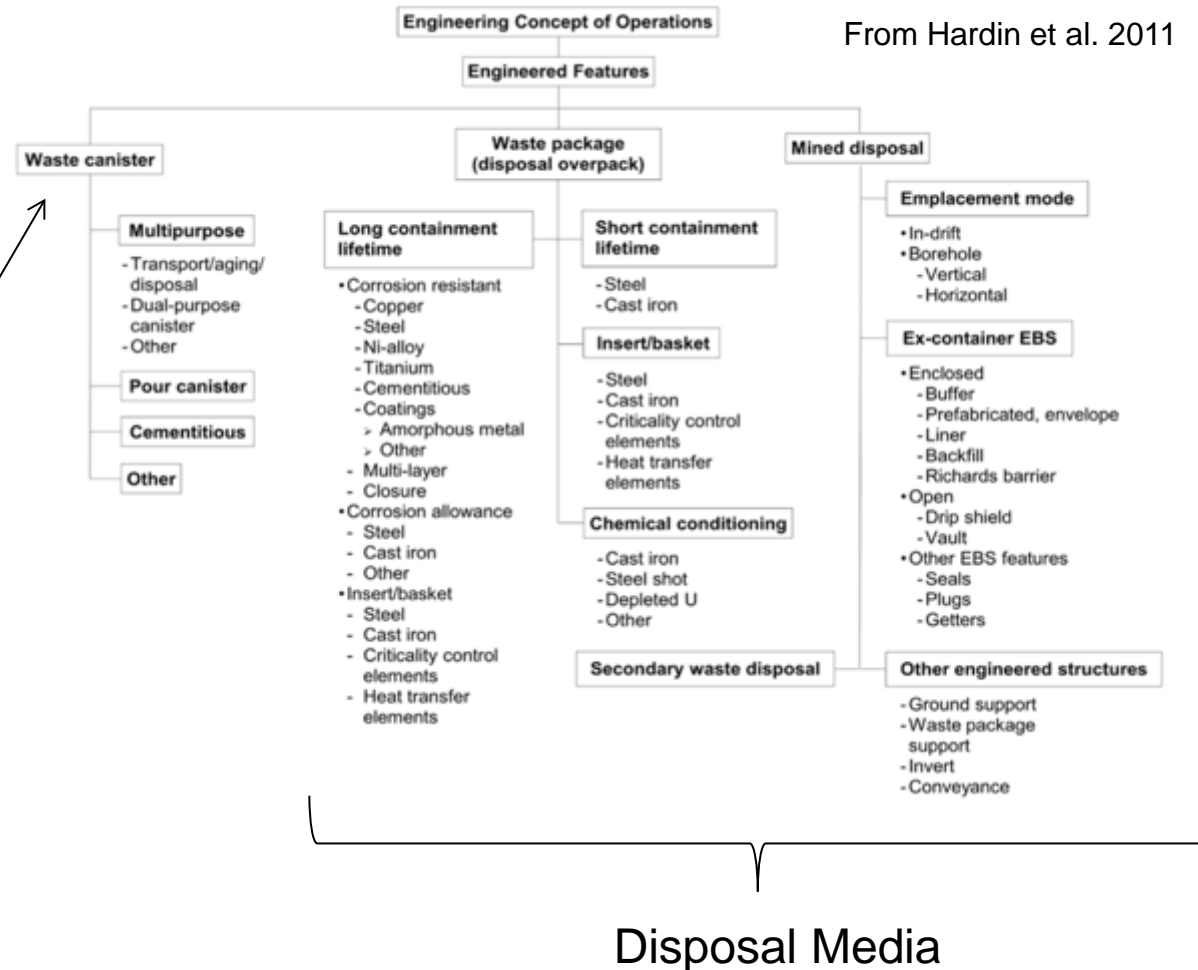 From Hardin et al. 2011
Engineering Concept of Operations
Engineered Features
Waste canister
Multipurpose
-Transport/aging/
disposal
-Dual-purpose
canister
-Other
Pour canister
Cementitious
Other
Waste package
(disposal overpack)
Long containment
lifetime
•Corrosion resistant
-Copper
-Steel
-Ni-alloy
-Titanium
-Cementitious
-Coatings
➢ Amorphous metal
➢ Other
- Multi-layer
- Closure
•Corrosion allowance
- Steel
- Cast iron
- Other
•Insert/basket
- Steel
- Cast iron
- Criticality control
elements
- Heat transfer
elements
Short containment
lifetime
-Steel
-Cast iron
Insert/basket
-Steel
-Cast iron
-Criticality control
elements
-Heat transfer
elements
Chemical conditioning
-Cast iron
-Steel shot
-Depleted U
-Other
Mined disposal
Emplacement mode
•In-drift
•Borehole
-Vertical
-Horizontal
Ex-container EBS
•Enclosed
-Buffer
-Prefabricated, envelope
-Liner
-Backfill
-Richards barrier
•Open
-Drip shield
-Vault
•Other EBS features
-Seals
-Plugs
-Getters
Secondary waste disposal
Other engineered structures
-Ground support
-Waste package
support
-Invert
-Conveyance
Disposal Media